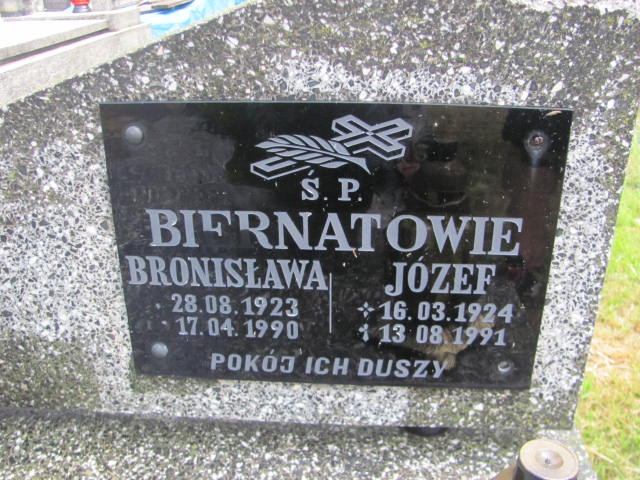 Ś. P.
BIERNATOWIE
BRONISŁAWA JÓZEF
28.08.1923 16.03.1924
17.04.1990 13.08.1991
POKÓJ ICH DUSZY